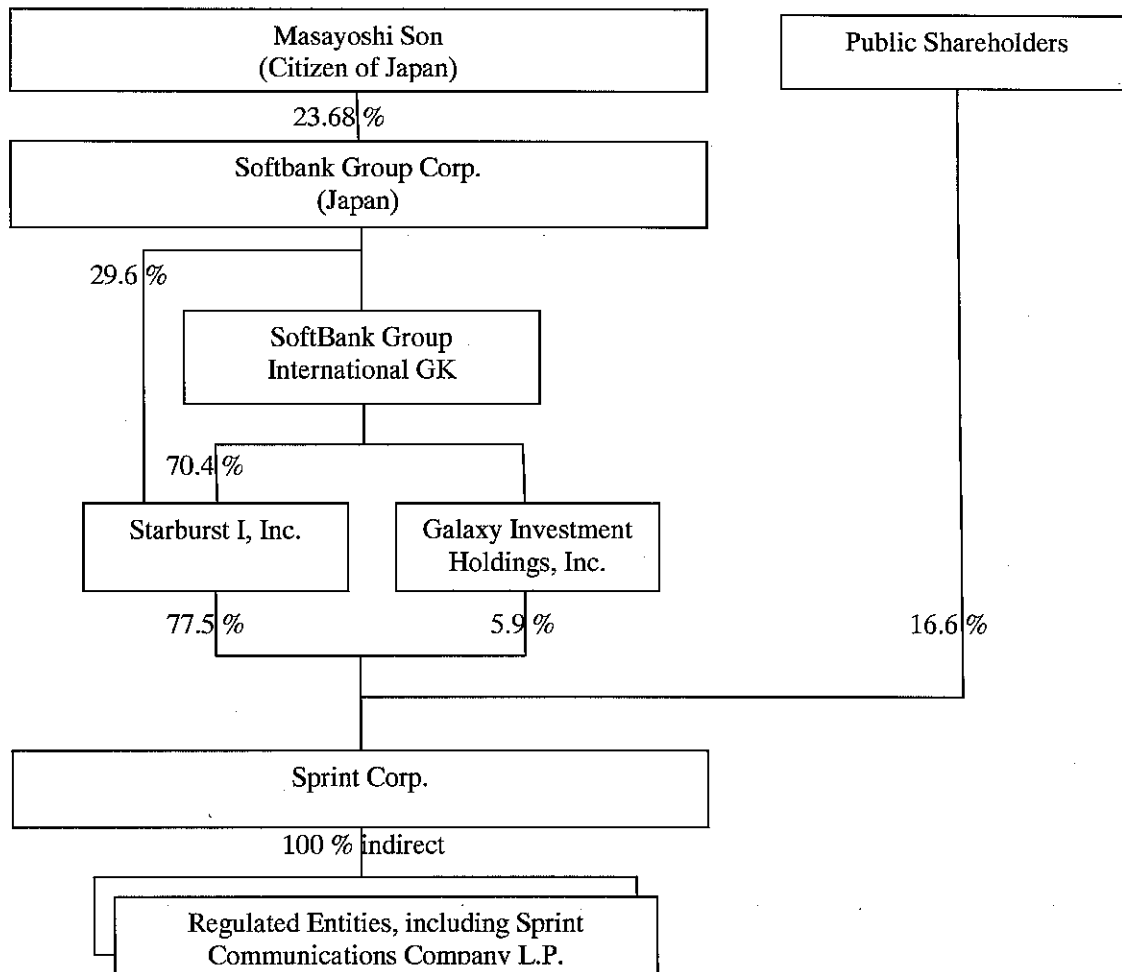 Masayoshi Son
(Citizen of Japan)
Public Shareholders
23.68 %
Softbank Group Corp.
(Japan)
29.6 %
SoftBank Group
International GK
70.4 %
Starburst I, Inc.
Galaxy Investment
Holdings, Inc.
77.5 %
5.9 %
16.6 %
Sprint Corp.
100 % indirect
Regulated Entities, including Sprint
Communications Company L.P.